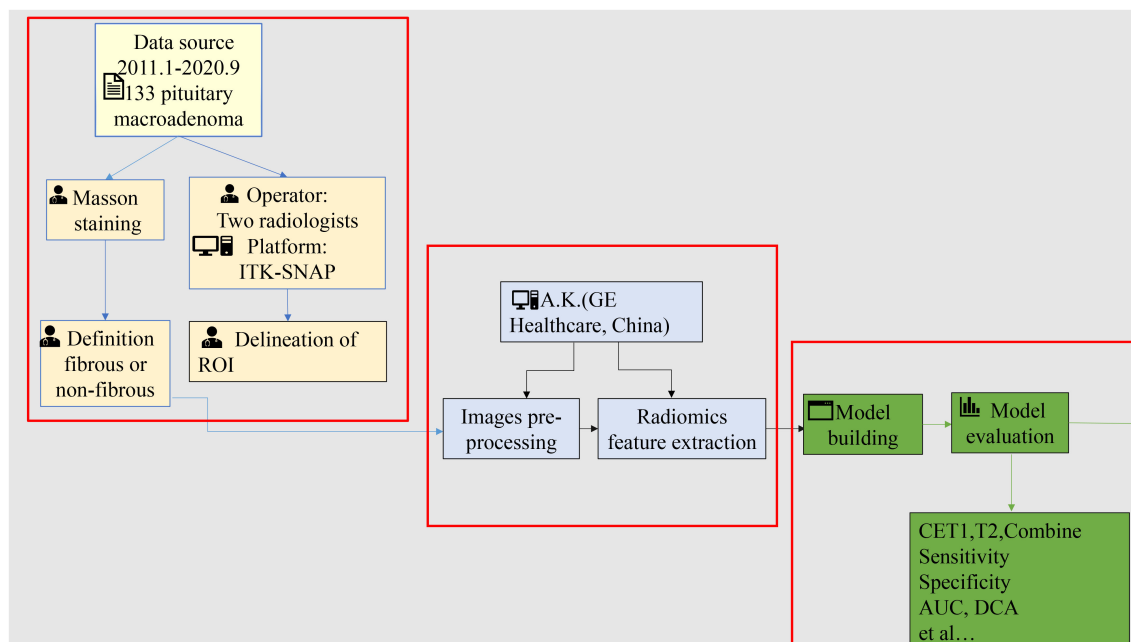 Data source
2011.1-2020.9
133 pituitary
macroadenoma
Masson
staining
Operator:
Two radiologists
Platform:
ITK-SNAP
Definition
fibrous or
non-fibrous
Delineation of
ROI
A.K.(GE
Healthcare, China)
Images pre-
processing
Radiomics
feature extraction
Model
building
Model
evaluation
CET1,T2,Combine
Sensitivity
Specificity
AUC, DCA
et al…